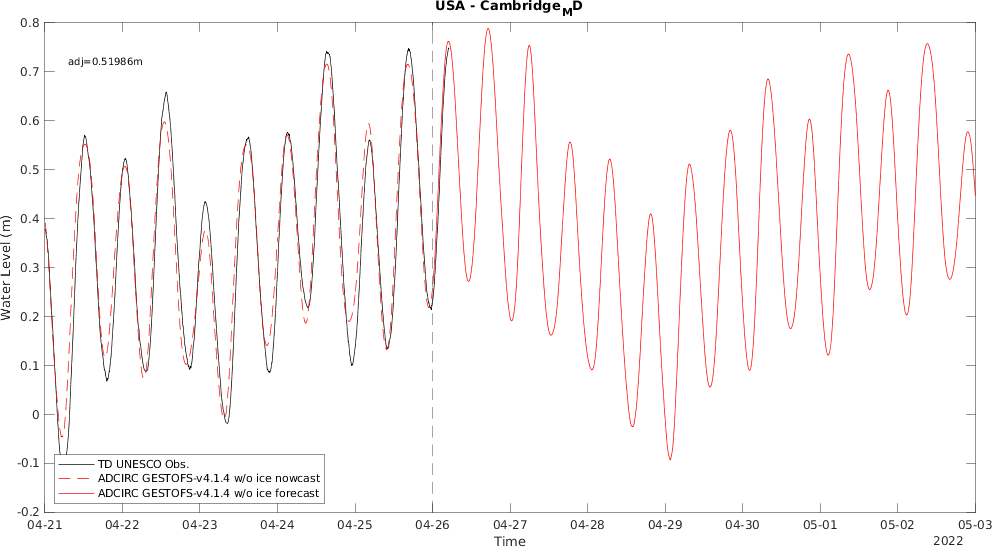 USA - Cambridge_MD
adj=0.51986m
0.8
0.7
0.6
0.5
0.4
0.3
0.2
0.1
0
-0.1
-0.2
Water Level (m)
TD UNESCO Obs.
ADCIRC GESTOFS-v4.1.4 w/o ice nowcast
ADCIRC GESTOFS-v4.1.4 w/o ice forecast
04-21 04-22 04-23 04-24 04-25 04-26 04-27 04-28 04-29 04-30 05-01 05-02 05-03
Time
2022